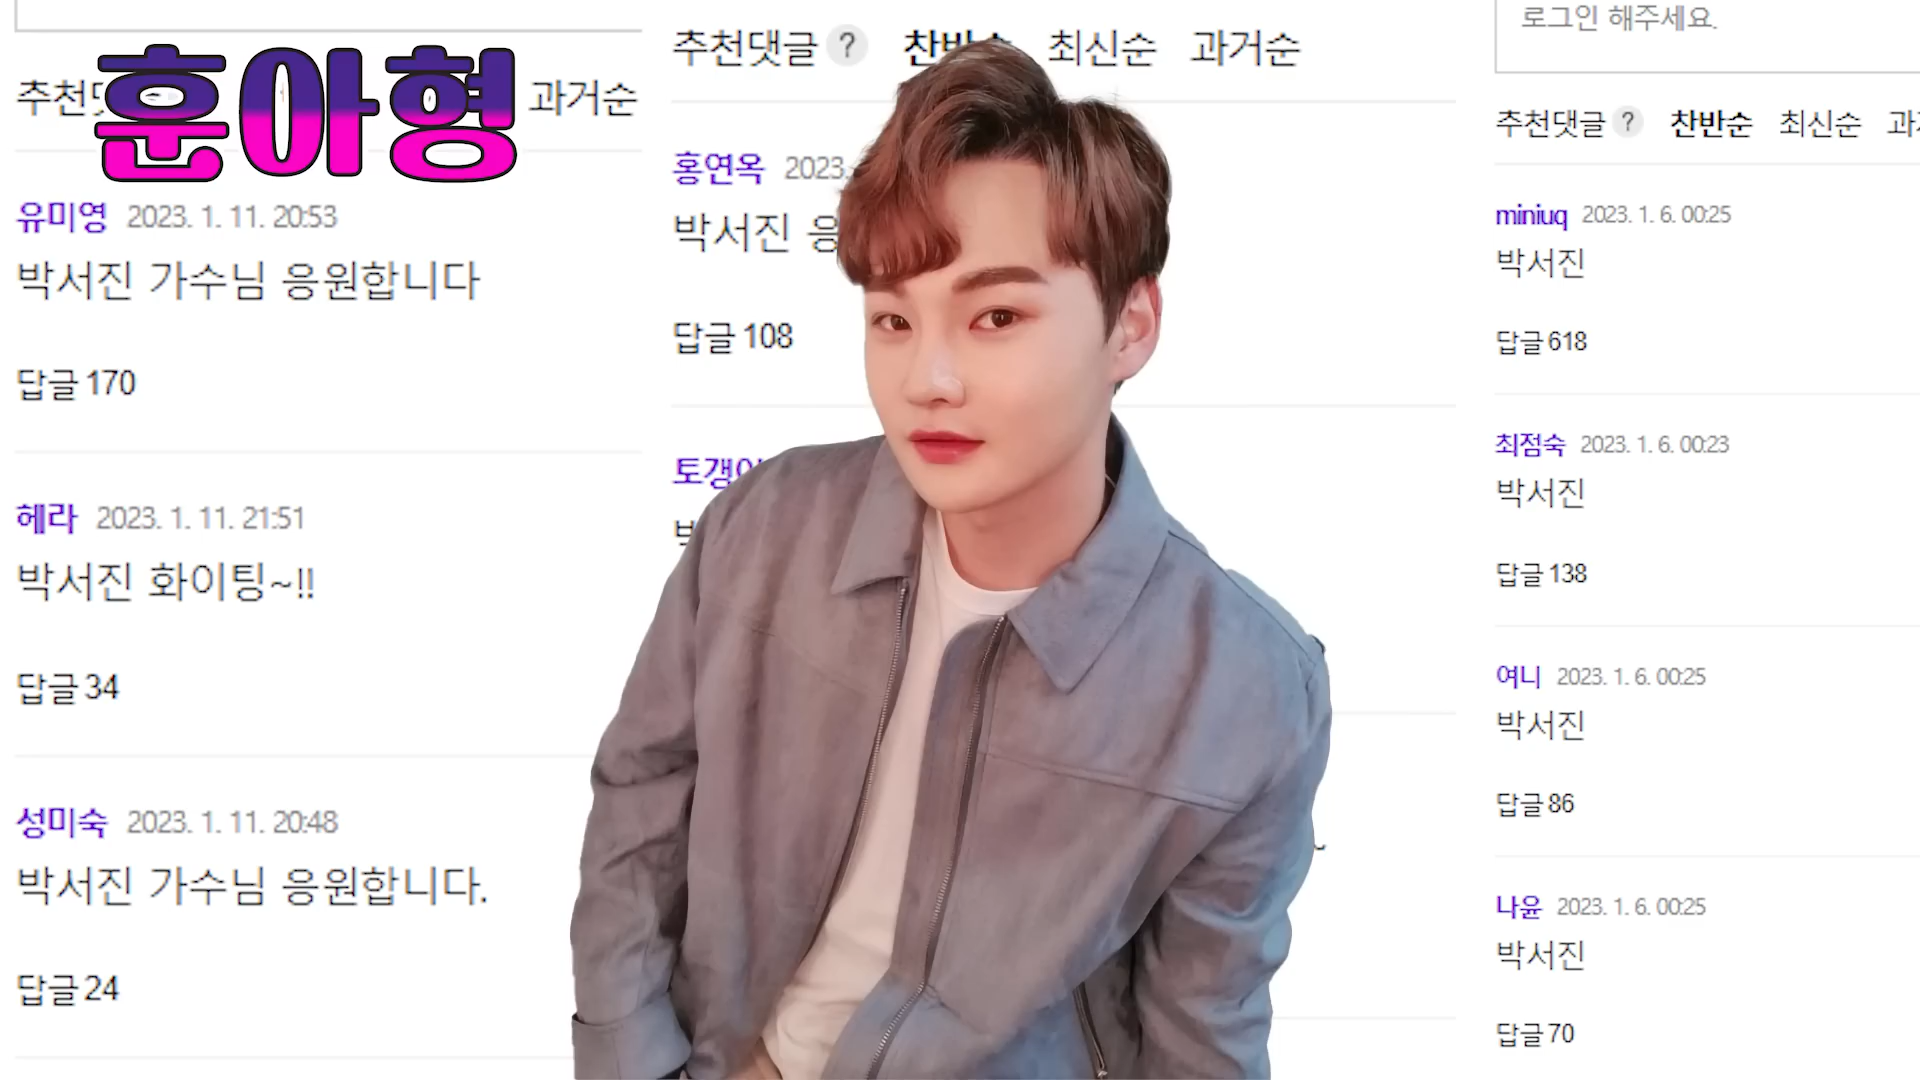 훈아형
과거순
유미영 2023. 1. 11. 20:53
박서진 가수님 응원합니다
답글 170
헤라 2023. 1. 11. 21:51
박서진 화이팅~!!
답글 34
성미숙 2023. 1. 11. 20:48
박서진 가수님 응원합니다.
답글 24
추천댓글 ? 최신순 과거순
홍연옥 2023.
박서진
답글 108
로그인 해주세요.
추천댓글 ? 찬반순 최신순
miniuq 2023. 1. 6. 00:25
박서진
답글 618
최점숙 2023. 1. 6. 00:23
박서진
답글 138
여니 2023. 1. 6. 00:25
박서진
답글 86
나윤 2023. 1. 6. 00:25
박서진
답글 70